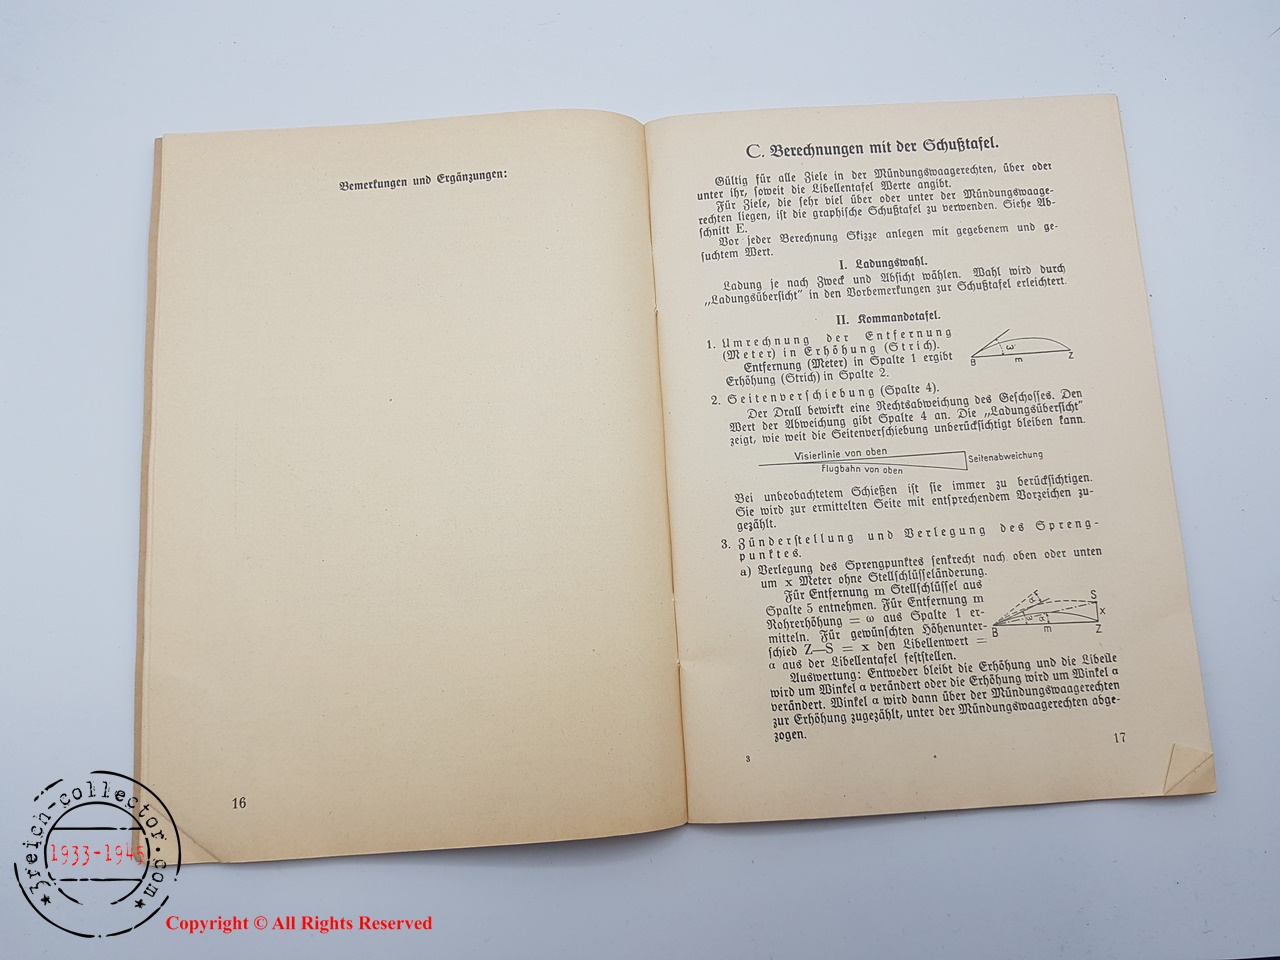 Bemerkungen und Ergänzungen:
16
C. Berechnungen mit der Schußtafel.
Gültig für alle Ziele in der Mündungswaagerechten, über oder
unter ihr, soweit die Libellentafel Werte angibt.
Für Ziele, die sehr viel über oder unter der Mündungswaage-
rechten liegen, ist die graphische Schußtafel zu verwenden. Siehe Ab-
schnitt E.
Vor jeder Berechnung Skizze anlegen mit gegebenem und ge-
suchtem Wert.
I. Ladungswahl.
Ladung je nach Zweck und Absicht wählen. Wahl wird durch
„Ladungsübersicht" in den Vorbemerkungen zur Schußtafel erleichtert.
II. Kommandotafel.
1. Umrechnung der Entfernung
(Meter) in Erhöhung (Strich).
Entfernung (Meter) in Spalte 1 ergibt
Erhöhung (Strich) in Spalte 2.
ω
B m Z
2. Seitenverschiebung (Spalte 4).
Der Drall bewirkt eine Rechtsabweichung des Geschosses. Den
Wert der Abweichung gibt Spalte 4 an. Die „Ladungsübersicht"
zeigt, wie weit die Seitenverschiebung unberücksichtigt bleiben kann.
Visierlinie von oben
Flugbahn von oben
Seitenabweichung
Bei unbeobachtetem Schießen ist sie immer zu berücksichtigen.
Sie wird zur ermittelten Seite mit entsprechendem Vorzeichen zu-
gezählt.
3. Zünderstellung und Verlegung des Spreng-
punktes.
a) Verlegung des Sprengpunktes senkrecht nach oben oder unten
um x Meter ohne Stellschlüsseländerung.
Für Entfernung m Stellschlüssel aus
Spalte 5 entnehmen. Für Entfernung m
Rohrerhöhung = ω aus Spalte 1 er-
mitteln. Für gewünschten Höhenunter-
schied Z—S = x den Libellenwert =
α aus der Libellentafel feststellen.
α S
ω α x
B m Z
Auswertung: Entweder bleibt die Erhöhung und die Libelle
wird um Winkel α verändert oder die Erhöhung wird um Winkel α
verändert. Winkel α wird dann über der Mündungswaagerechten
zur Erhöhung zugezählt, unter der Mündungswaagerechten abge-
zogen.
3
17
3reich-collector.com
1933-1945
Copyright © All Rights Reserved